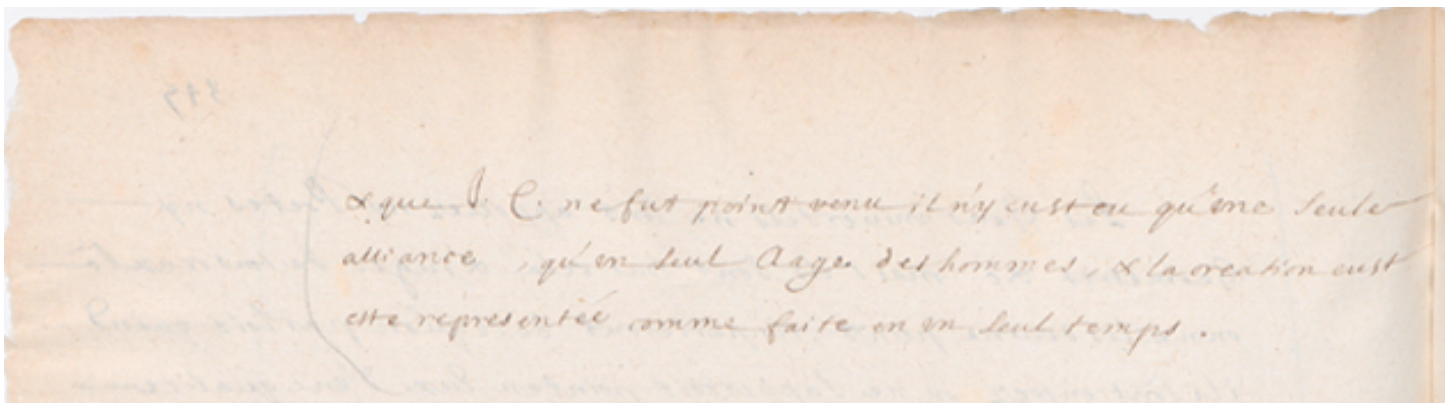 & que J. C. ne fut point venu il n'y eust eu qu'une seule
alliance, qu'un seul Aage des hommes, & la creation eust
esté representée comme faite en un seul temps.